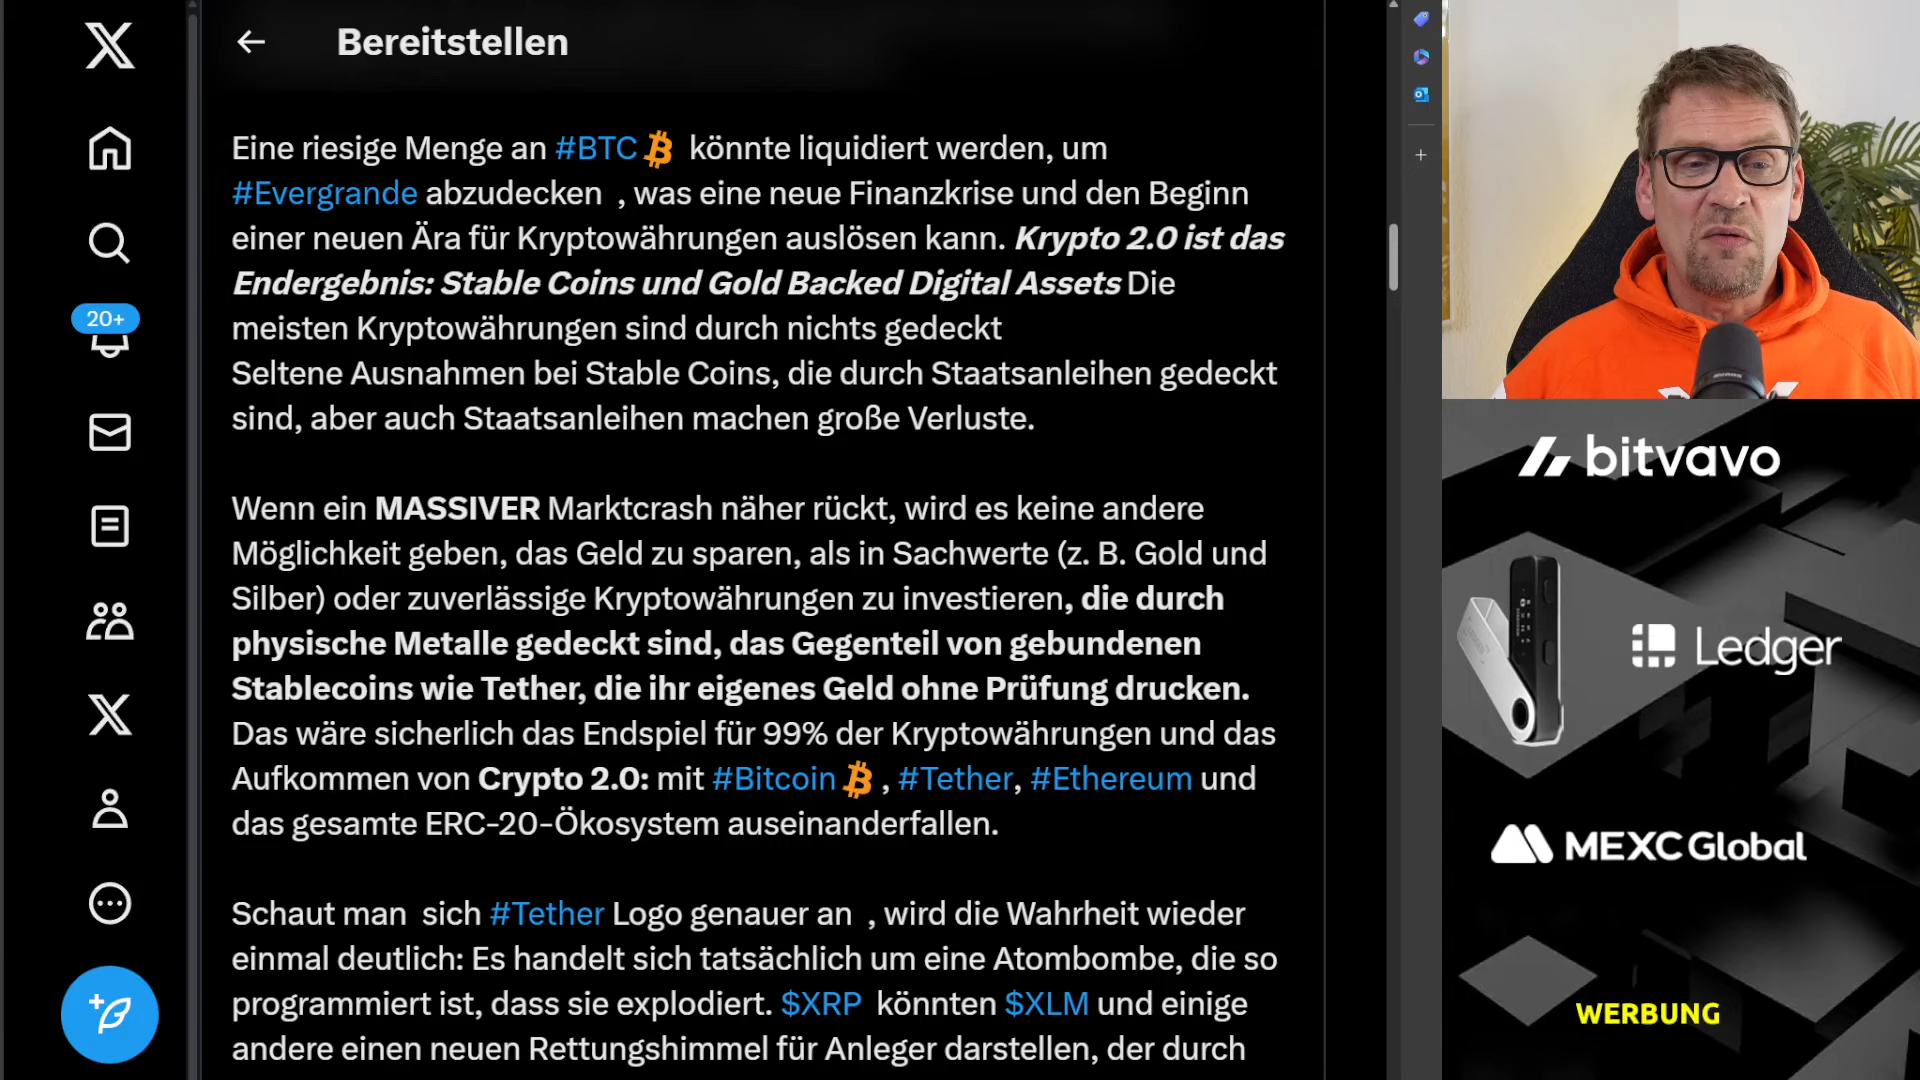 Bereitstellen
Eine riesige Menge an #BTC könnte liquidiert werden, um
#Evergrande abzudecken , was eine neue Finanzkrise und den Beginn
einer neuen Ära für Kryptowährungen auslösen kann. Krypto 2.0 ist das
Endergebnis: Stable Coins und Gold Backed Digital Assets Die
meisten Kryptowährungen sind durch nichts gedeckt
Seltene Ausnahmen bei Stable Coins, die durch Staatsanleihen gedeckt
sind, aber auch Staatsanleihen machen große Verluste.
Wenn ein MASSIVER Marktcrash näher rückt, wird es keine andere
Möglichkeit geben, das Geld zu sparen, als in Sachwerte (z. B. Gold und
Silber) oder zuverlässige Kryptowährungen zu investieren, die durch
physische Metalle gedeckt sind, das Gegenteil von gebundenen
Stablecoins wie Tether, die ihr eigenes Geld ohne Prüfung drucken.
Das wäre sicherlich das Endspiel für 99% der Kryptowährungen und das
Aufkommen von Crypto 2.0: mit #Bitcoin , #Tether, #Ethereum und
das gesamte ERC-20-Ökosystem auseinanderfallen.
Schaut man sich #Tether Logo genauer an , wird die Wahrheit wieder
einmal deutlich: Es handelt sich tatsächlich um eine Atombombe, die so
programmiert ist, dass sie explodiert. $XRP könnten $XLM und einige
andere einen neuen Rettungshimmel für Anleger darstellen, der durch
20+
bitvavo
Ledger
MEXC Global
WERBUNG